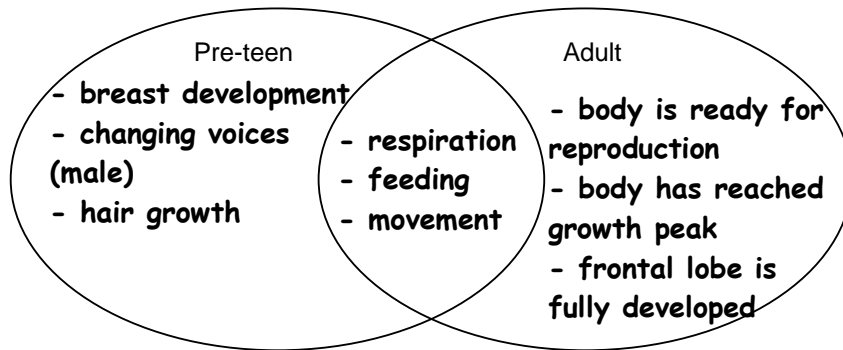 Pre-teen
- breast development
- changing voices
(male)
- hair growth
- respiration
- feeding
- movement
Adult
- body is ready for
reproduction
- body has reached
growth peak
- frontal lobe is
fully developed